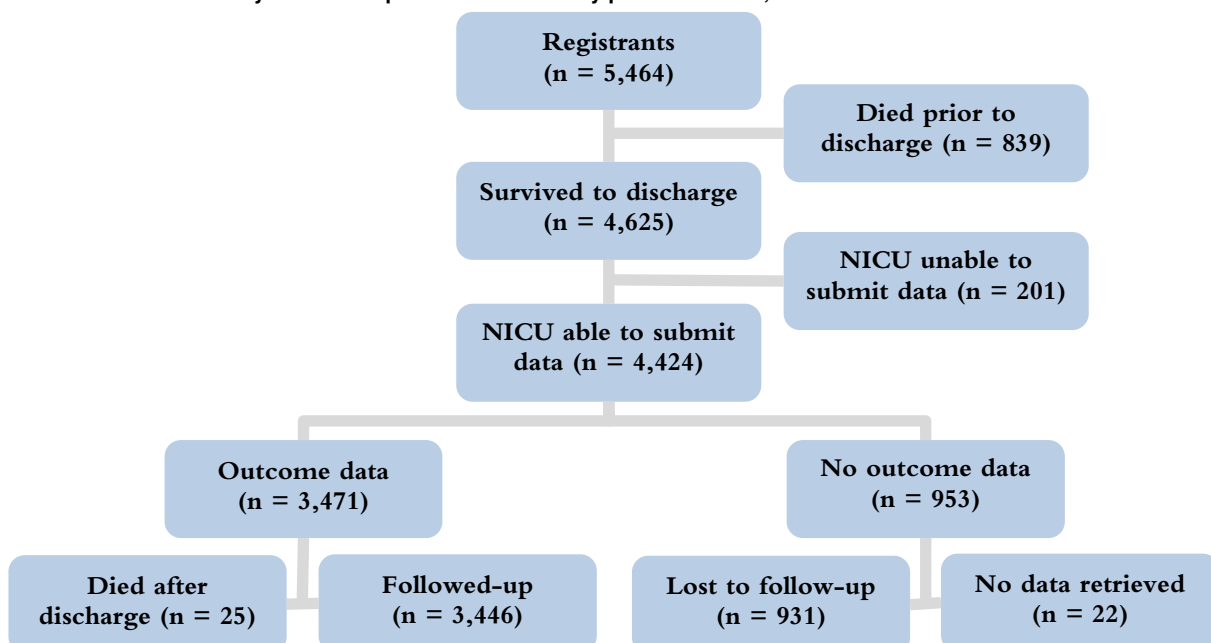 Registrants
(n = 5,464)
Died prior to
discharge (n = 839)
Survived to discharge
(n = 4,625)
NICU unable to
submit data (n = 201)
NICU able to submit
data (n = 4,424)
Outcome data
(n = 3,471)
No outcome data
(n = 953)
Died after
discharge (n = 25)
Followed-up
(n = 3,446)
Lost to follow-up
(n = 931)
No data retrieved
(n = 22)